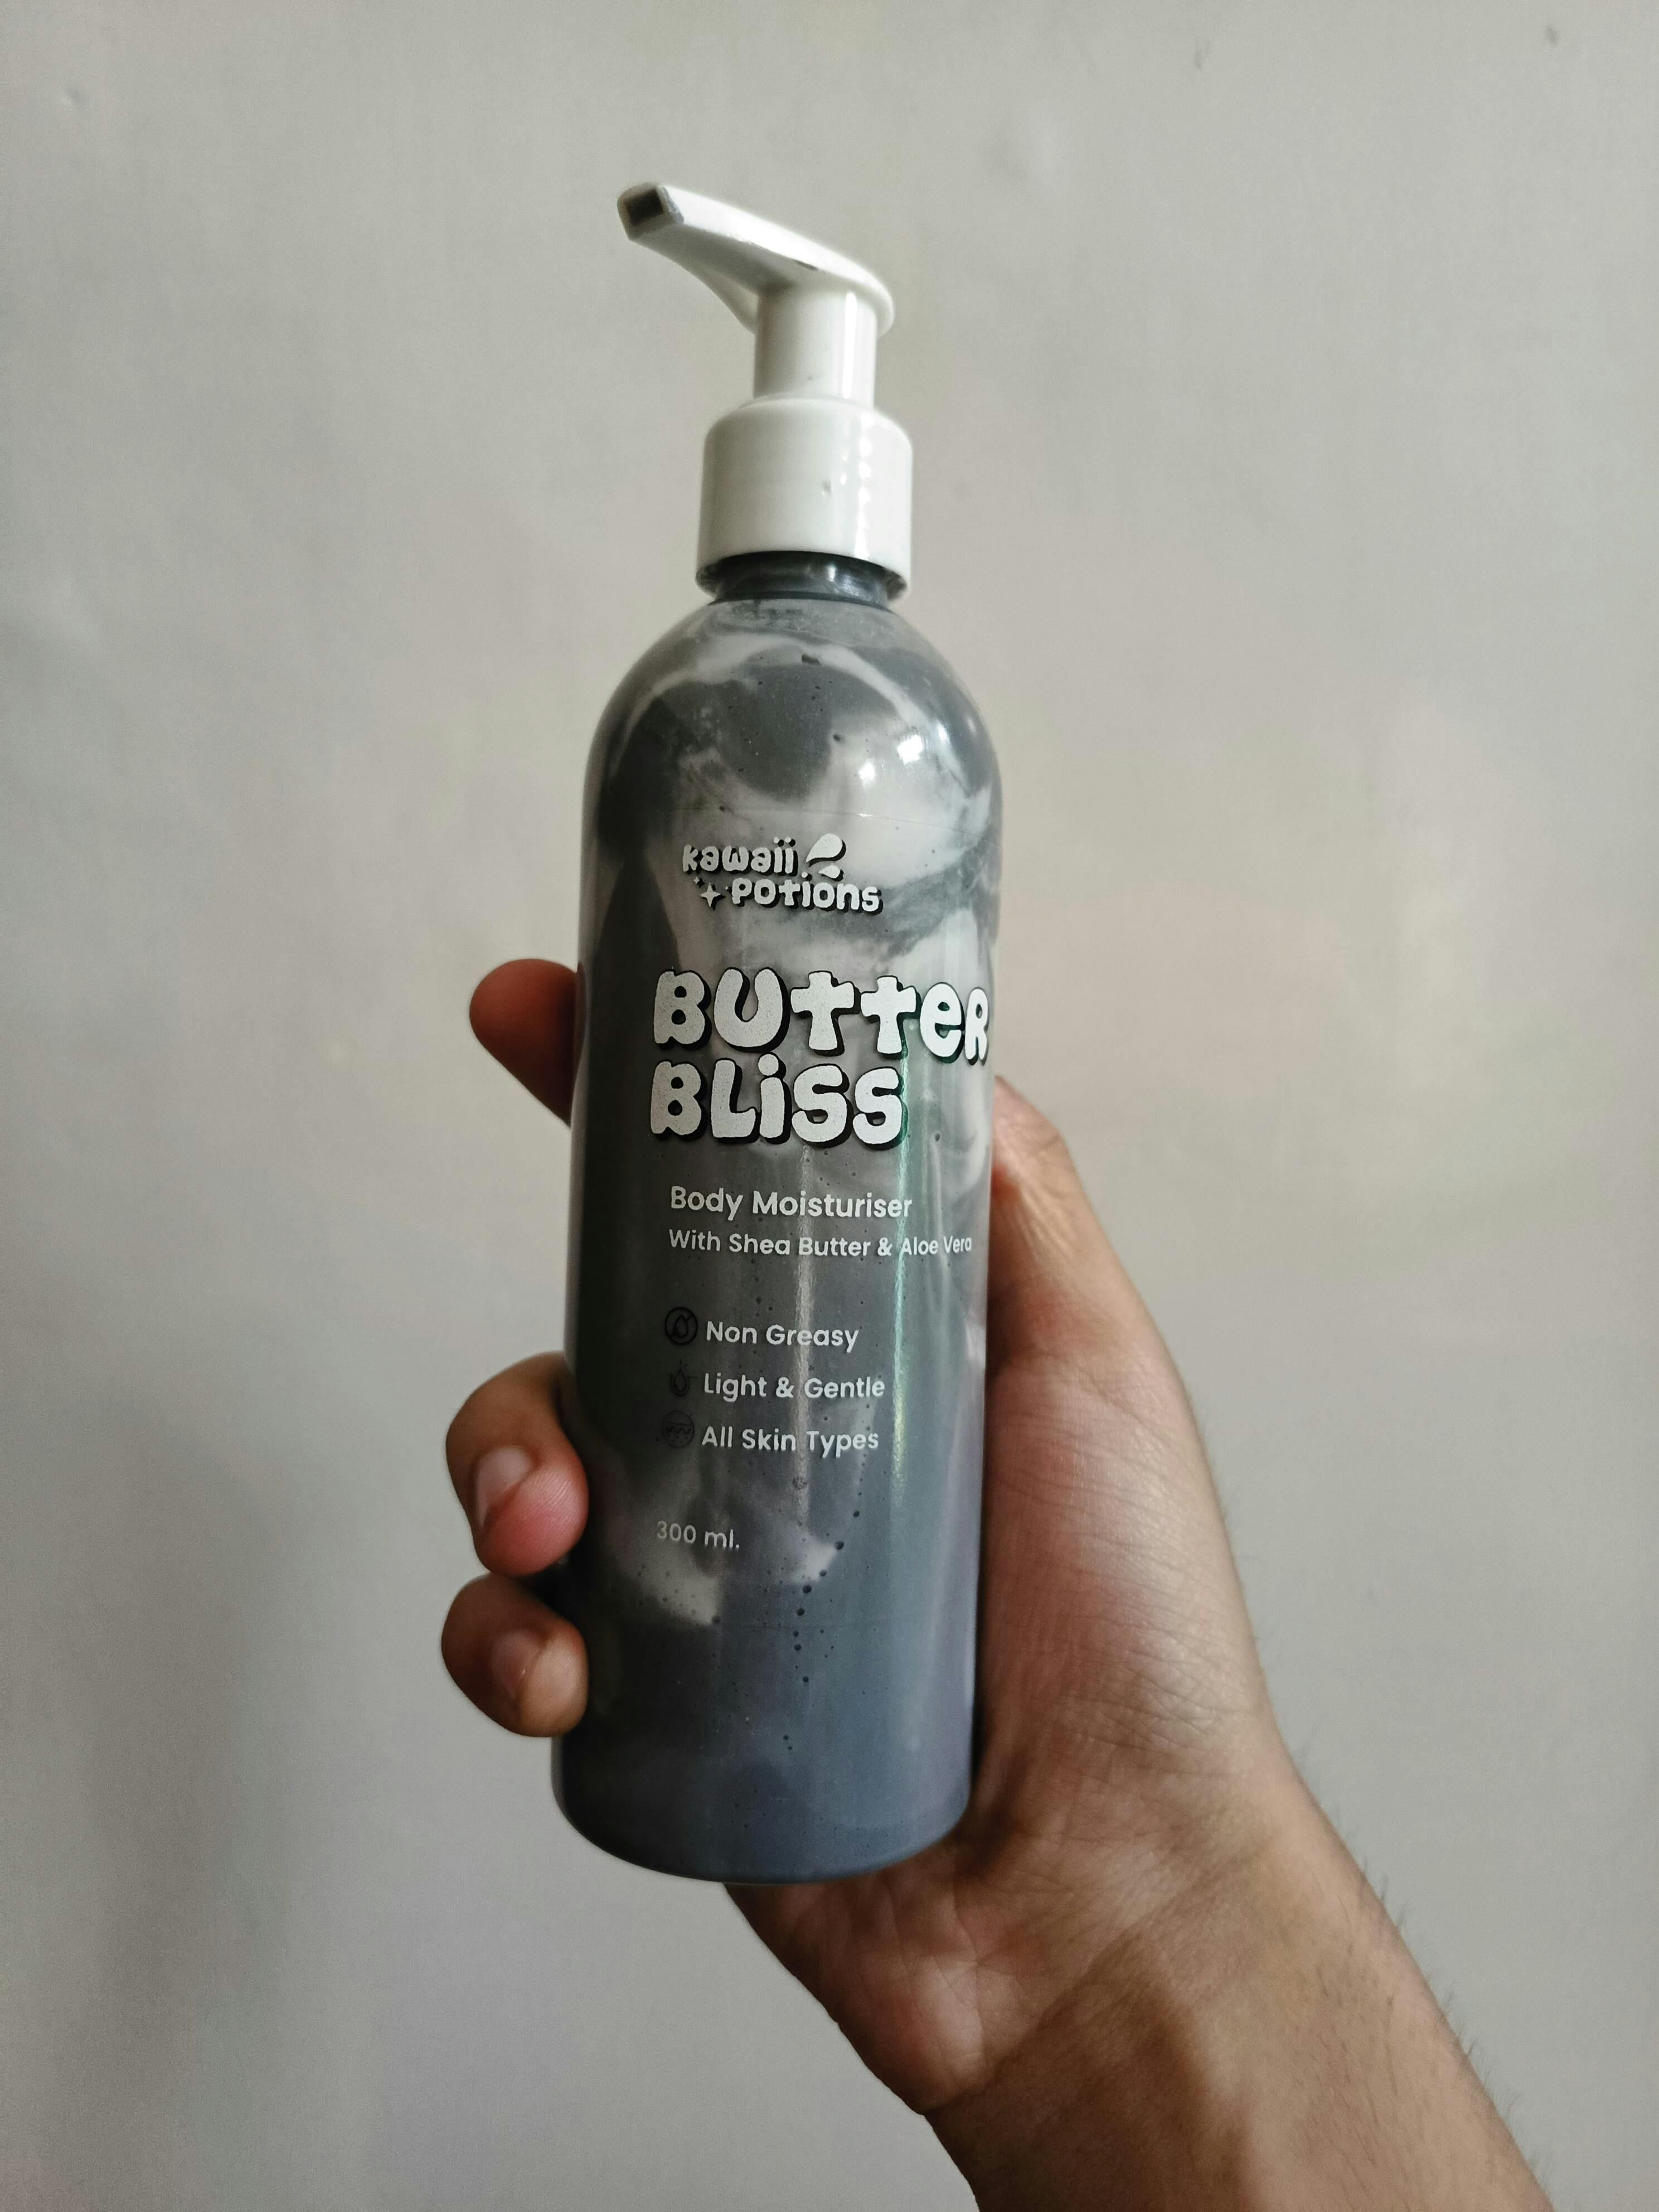 kawaii
Potions
BUtteR
BLiSS
Body Moisturiser
With Shea Butter & Aloe Vera
Non Greasy
Light & Gentle
All Skin Types
300 ml.